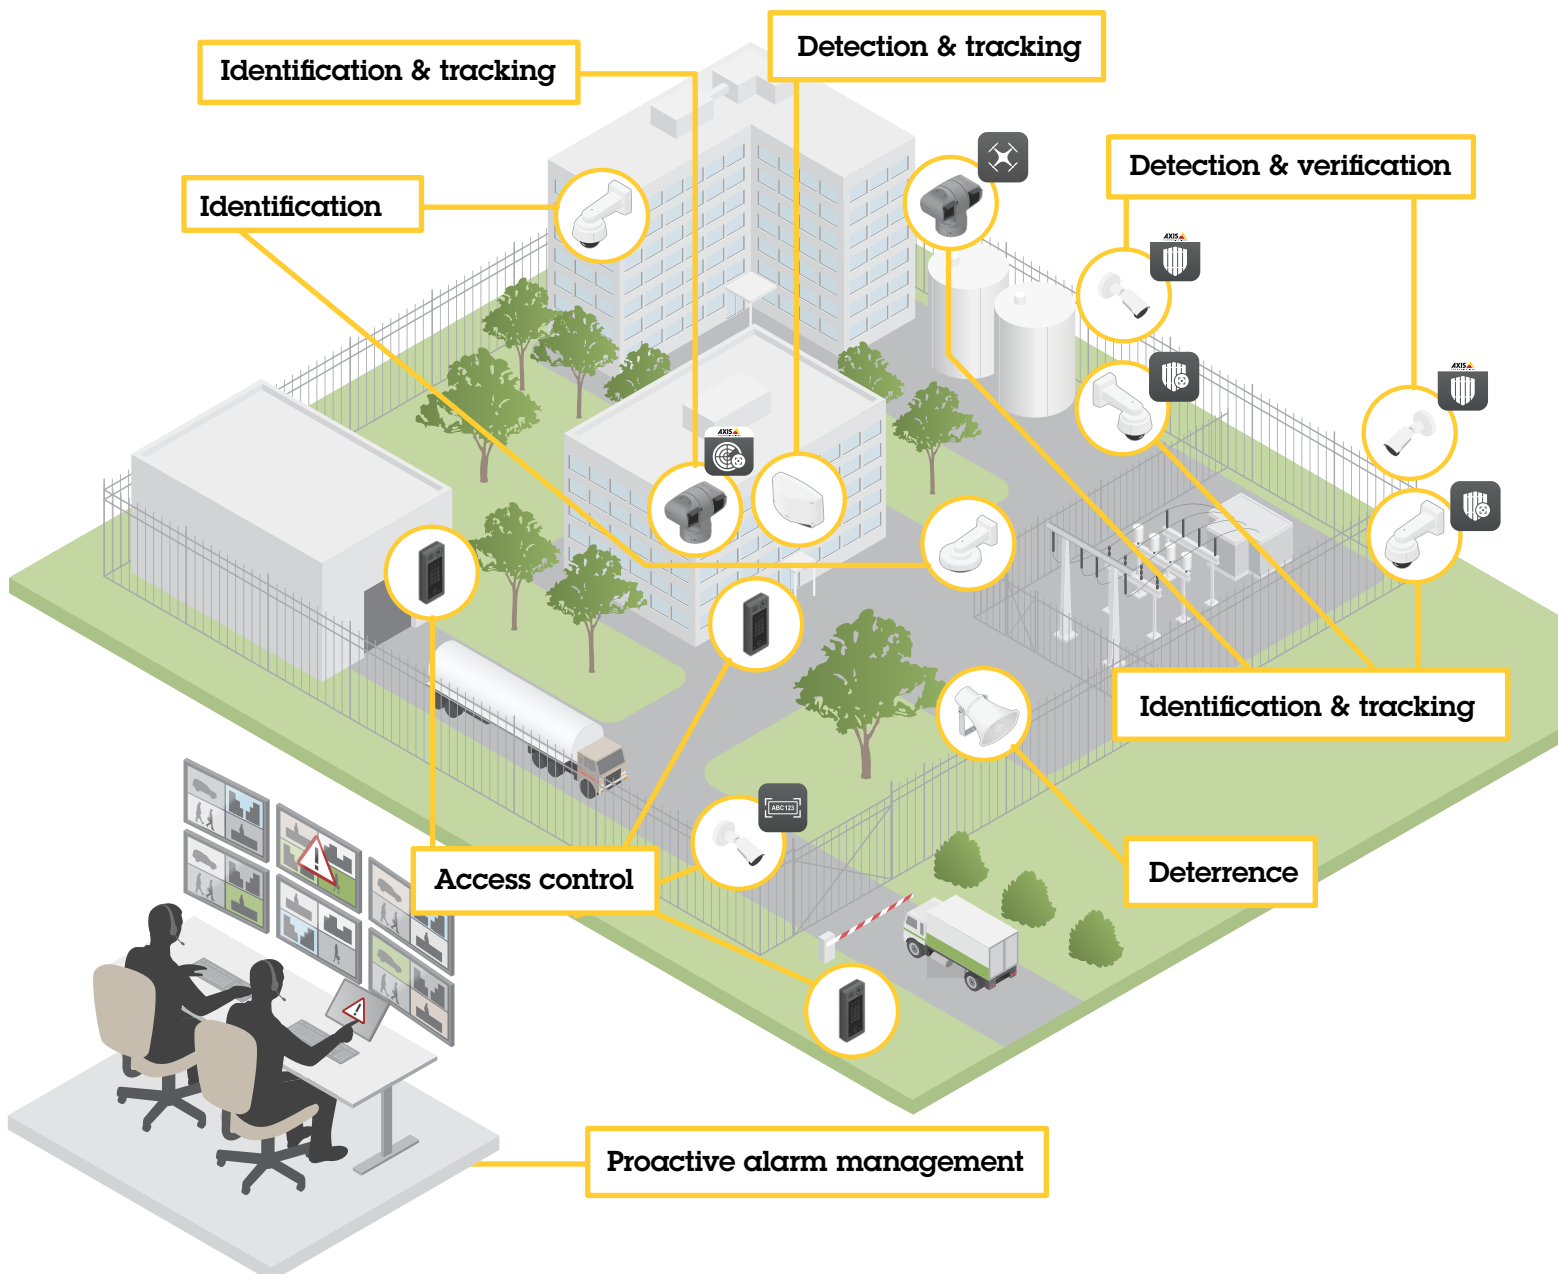 Detection & tracking
Identification & tracking
Detection & verification
Identification
AXIS
AXIS
AXIS
Identification & tracking
ABC123
Access control
Deterrence
Proactive alarm management